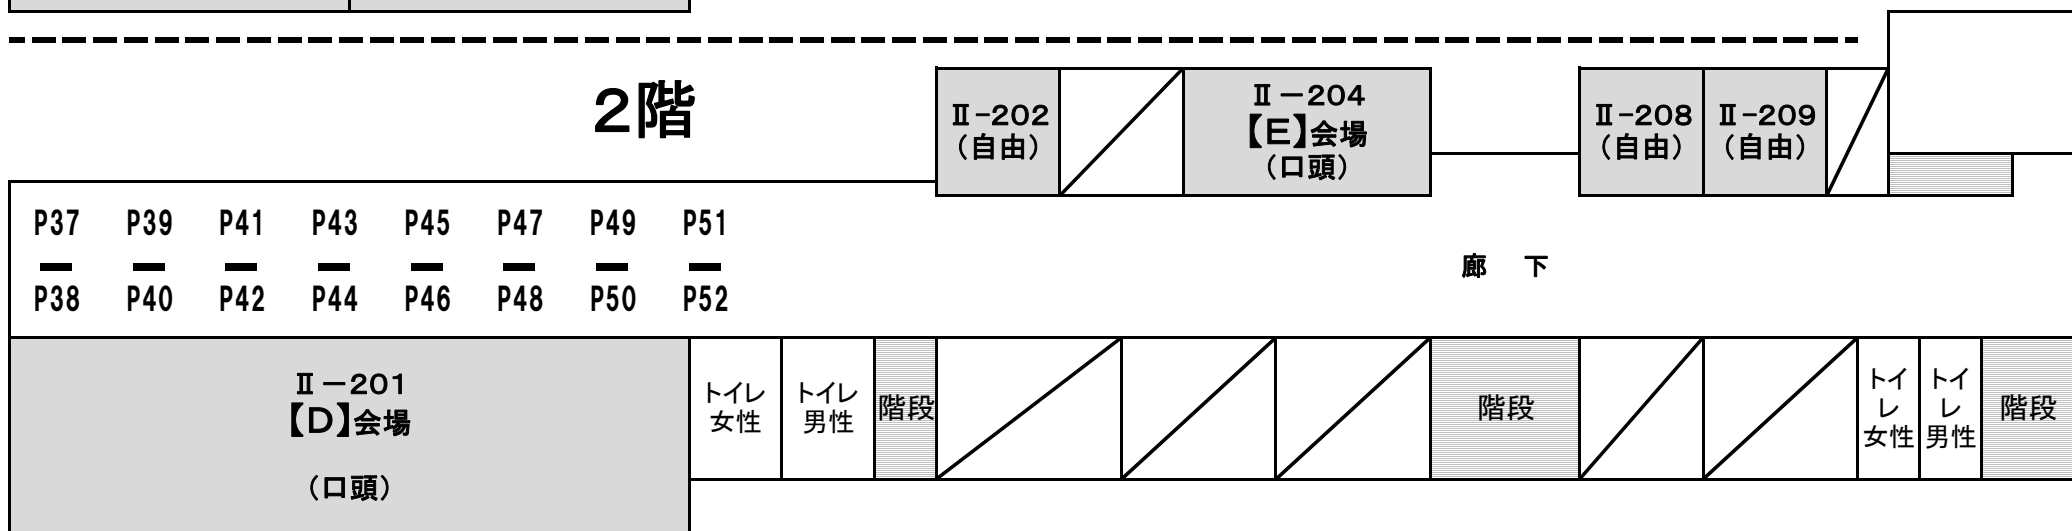 2階
Ⅱ-202
（自由）
Ⅱ－204
【E】会場
（口頭）
Ⅱ-208
（自由）
Ⅱ-209
（自由）
P37 P39 P41 P43 P45 P47 P49 P51
P38 P40 P42 P44 P46 P48 P50 P52
廊 下
Ⅱ－201
【D】会場
（口頭）
トイレ
女性
トイレ
男性
階段
階段
トイ
レ
女性
トイ
レ
男性
階段